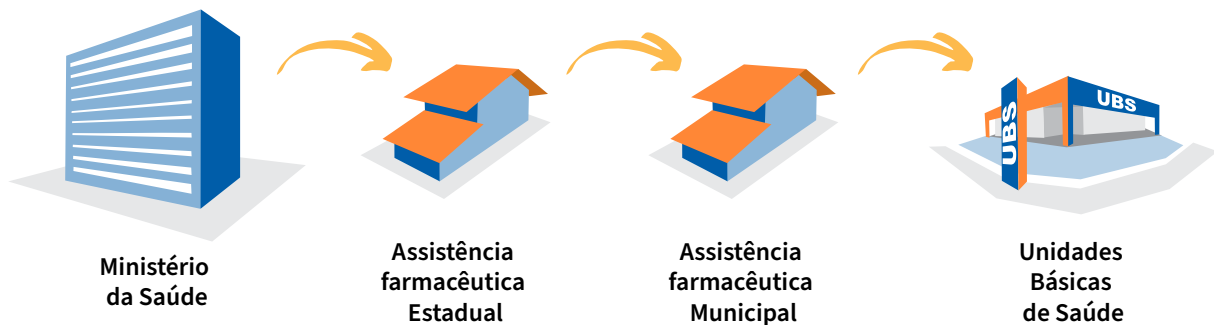 UBS
UBS
Ministério
da Saúde
Assistência
farmacêutica
Estadual
Assistência
farmacêutica
Municipal
Unidades
Básicas
de Saúde